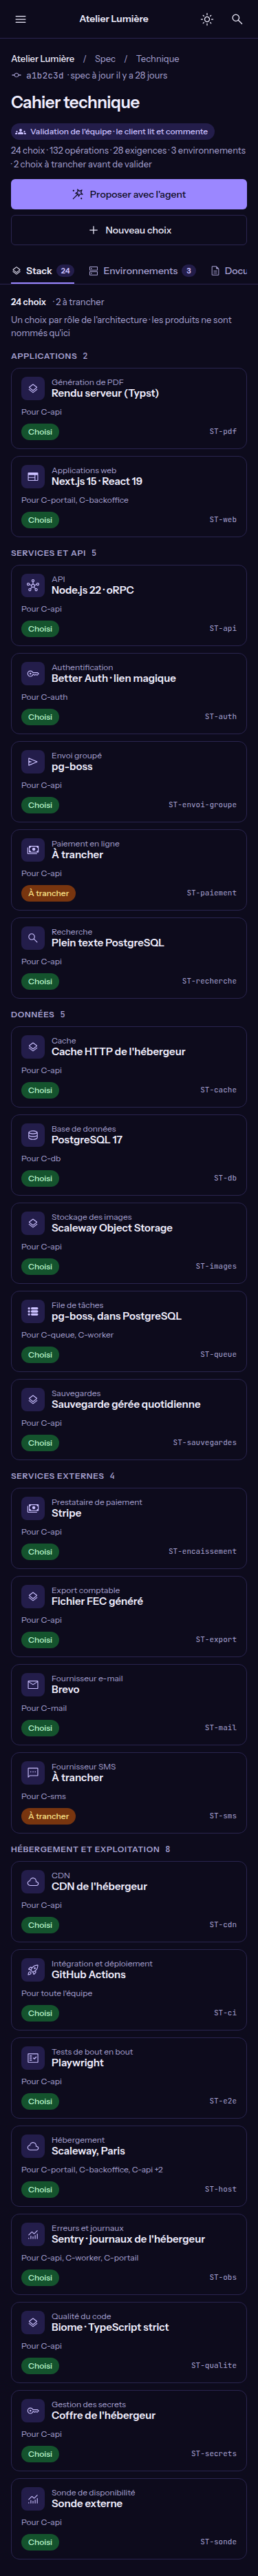 Atelier Lumière
Atelier Lumière / Spec / Technique
a1b2c3d · spec à jour il y a 28 jours
Cahier technique
Validation de l'équipe · le client lit et commente
24 choix · 132 opérations · 28 exigences · 3 environnements
· 2 choix à trancher avant de valider
Proposer avec l'agent
Nouveau choix
Stack 24 Environnements 3 Docu
24 choix · 2 à trancher
Un choix par rôle de l'architecture · les produits ne sont
nommés qu'ici
APPLICATIONS 2
Génération de PDF
Rendu serveur (Typst)
Pour C-api
Choisi ST-pdf
Applications web
Next.js 15 · React 19
Pour C-portail, C-backoffice
Choisi ST-web
SERVICES ET API 5
API
Node.js 22 · oRPC
Pour C-api
Choisi ST-api
Authentification
Better Auth · lien magique
Pour C-auth
Choisi ST-auth
Envoi groupé
pg-boss
Pour C-api
Choisi ST-envoi-groupe
Paiement en ligne
À trancher
Pour C-api
À trancher ST-paiement
Recherche
Plein texte PostgreSQL
Pour C-api
Choisi ST-recherche
DONNÉES 5
Cache
Cache HTTP de l'hébergeur
Pour C-api
Choisi ST-cache
Base de données
PostgreSQL 17
Pour C-db
Choisi ST-db
Stockage des images
Scaleway Object Storage
Pour C-api
Choisi ST-images
File de tâches
pg-boss, dans PostgreSQL
Pour C-queue, C-worker
Choisi ST-queue
Sauvegardes
Sauvegarde gérée quotidienne
Pour C-api
Choisi ST-sauvegardes
SERVICES EXTERNES 4
Prestataire de paiement
Stripe
Pour C-api
Choisi ST-encaissement
Export comptable
Fichier FEC généré
Pour C-api
Choisi ST-export
Fournisseur e-mail
Brevo
Pour C-mail
Choisi ST-mail
Fournisseur SMS
À trancher
Pour C-sms
À trancher ST-sms
HÉBERGEMENT ET EXPLOITATION 8
CDN
CDN de l'hébergeur
Pour C-api
Choisi ST-cdn
Intégration et déploiement
GitHub Actions
Pour toute l'équipe
Choisi ST-ci
Tests de bout en bout
Playwright
Pour C-api
Choisi ST-e2e
Hébergement
Scaleway, Paris
Pour C-portail, C-backoffice, C-api +2
Choisi ST-host
Erreurs et journaux
Sentry · journaux de l'hébergeur
Pour C-api, C-worker, C-portail
Choisi ST-obs
Qualité du code
Biome · TypeScript strict
Pour C-api
Choisi ST-qualite
Gestion des secrets
Coffre de l'hébergeur
Pour C-api
Choisi ST-secrets
Sonde de disponibilité
Sonde externe
Pour C-api
Choisi ST-sonde